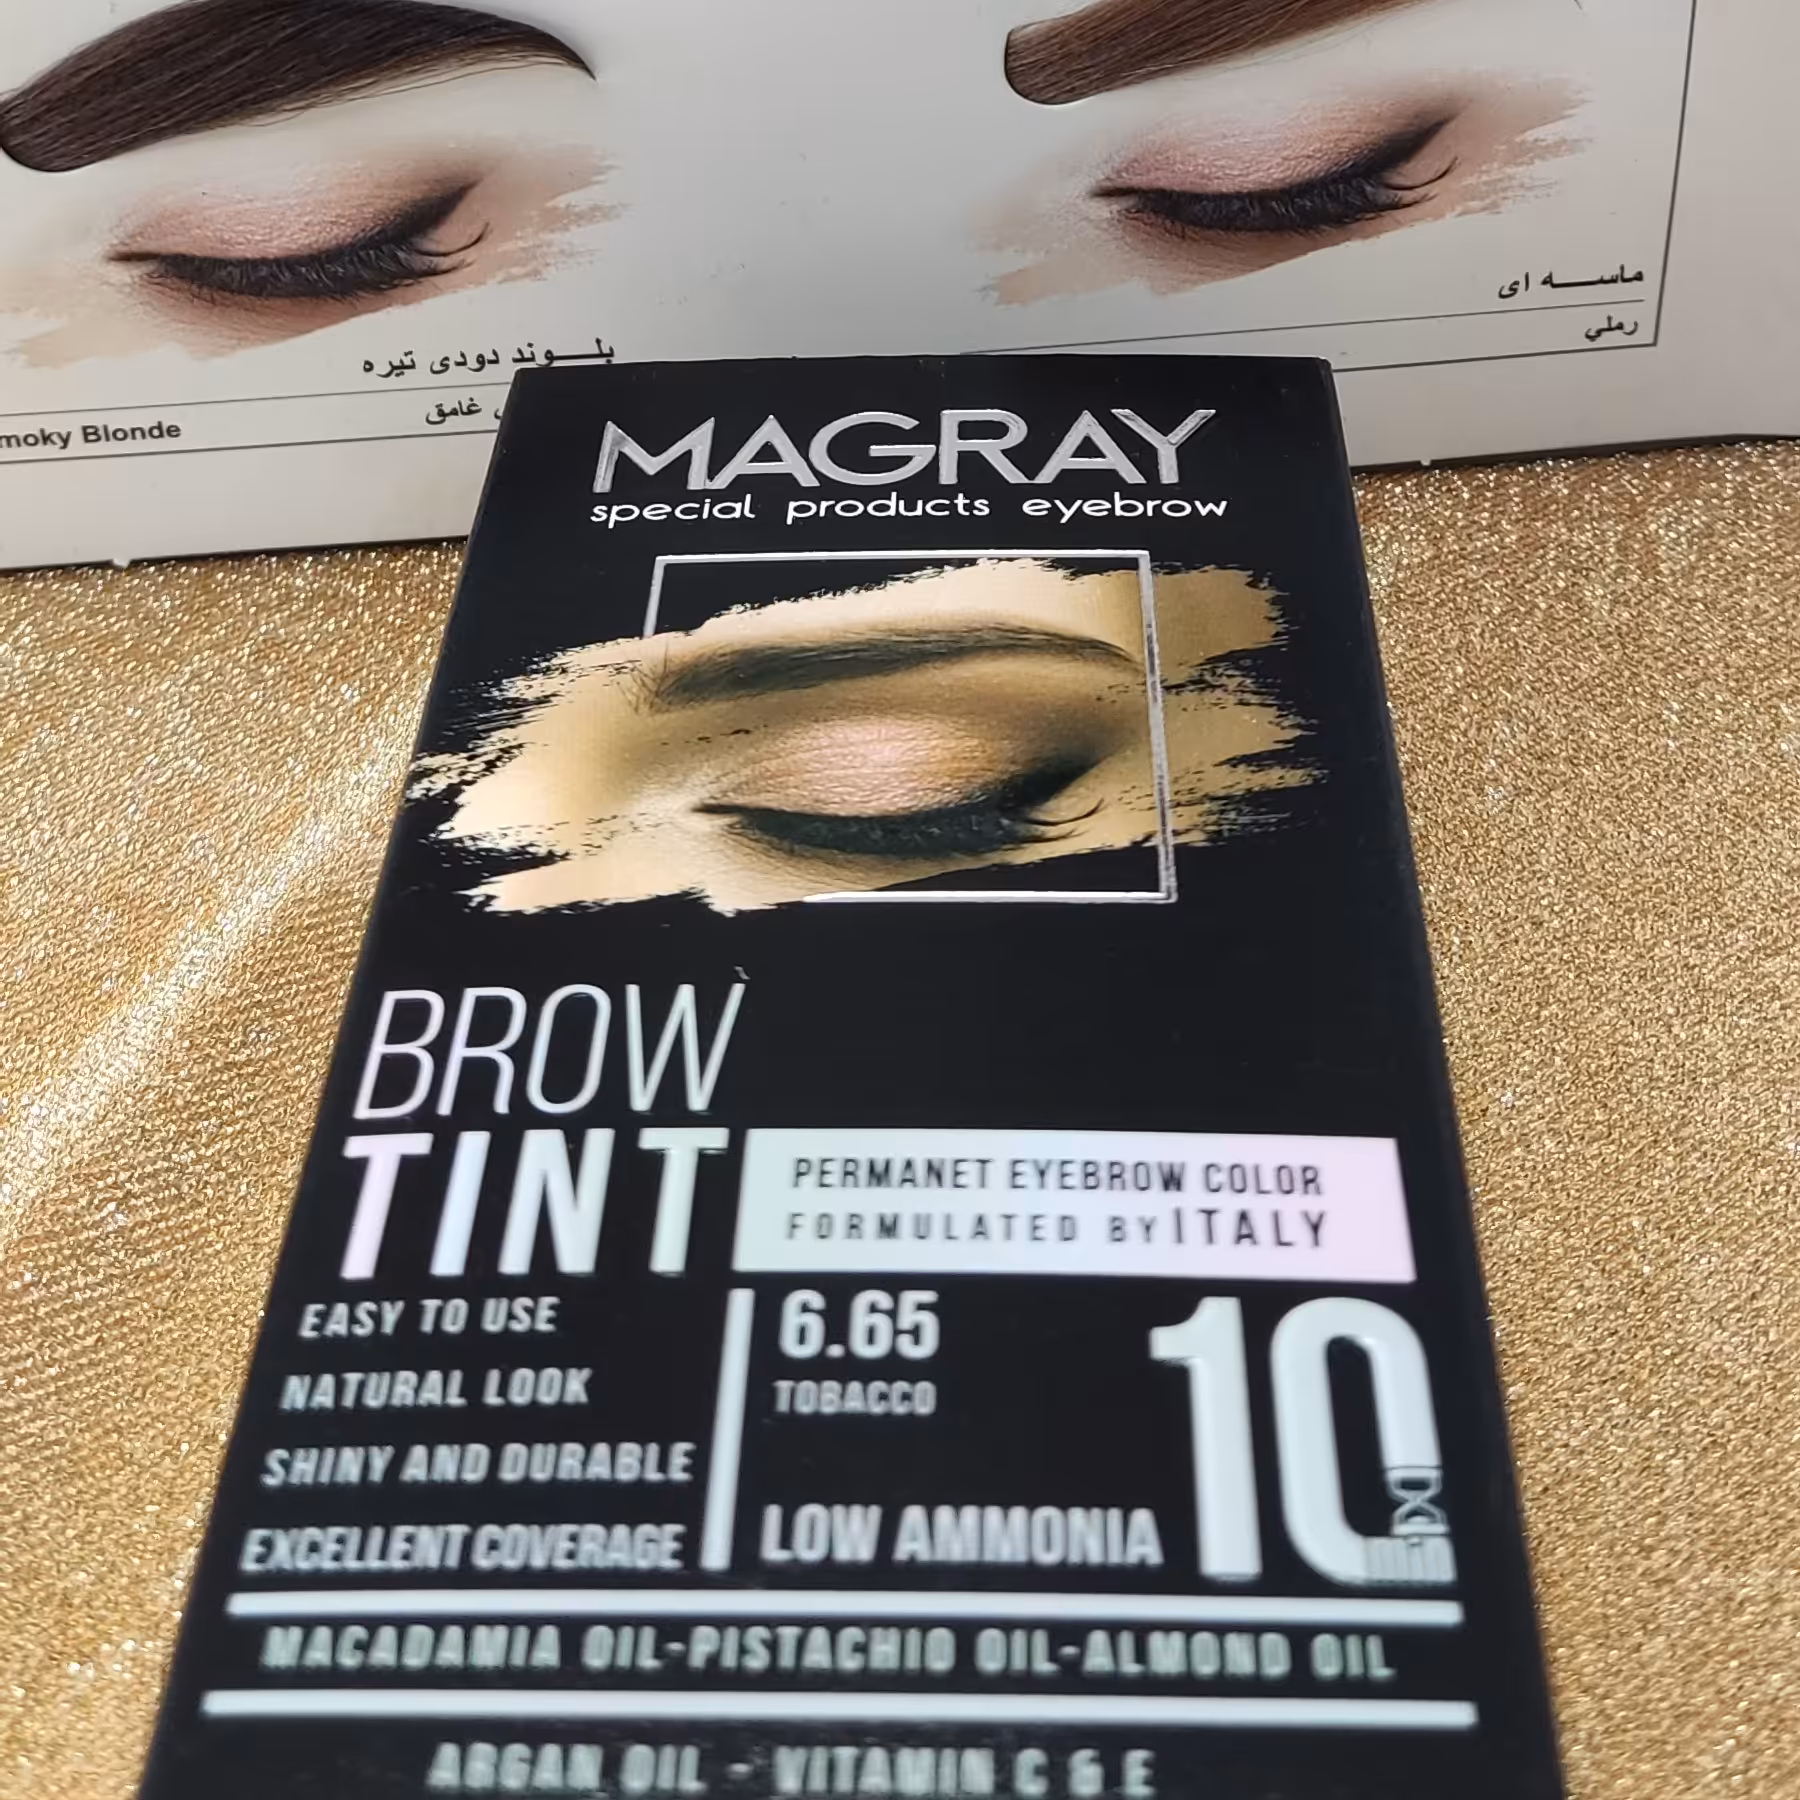 ماسه ای
رملي
بلوند دودی تیره
غامق
moky Blonde
MAGRAY
special products eyebrow
BROW
TINT
PERMANET EYEBROW COLOR
FORMULATED BY ITALY
EASY TO USE
NATURAL LOOK
SHINY AND DURABLE
EXCELLENT COVERAGE
6.65
TOBACCO
LOW AMMONIA
10
min
MACADAMIA OIL-PISTACHIO OIL-ALMOND OIL
ARGAN OIL - VITAMIN C & E